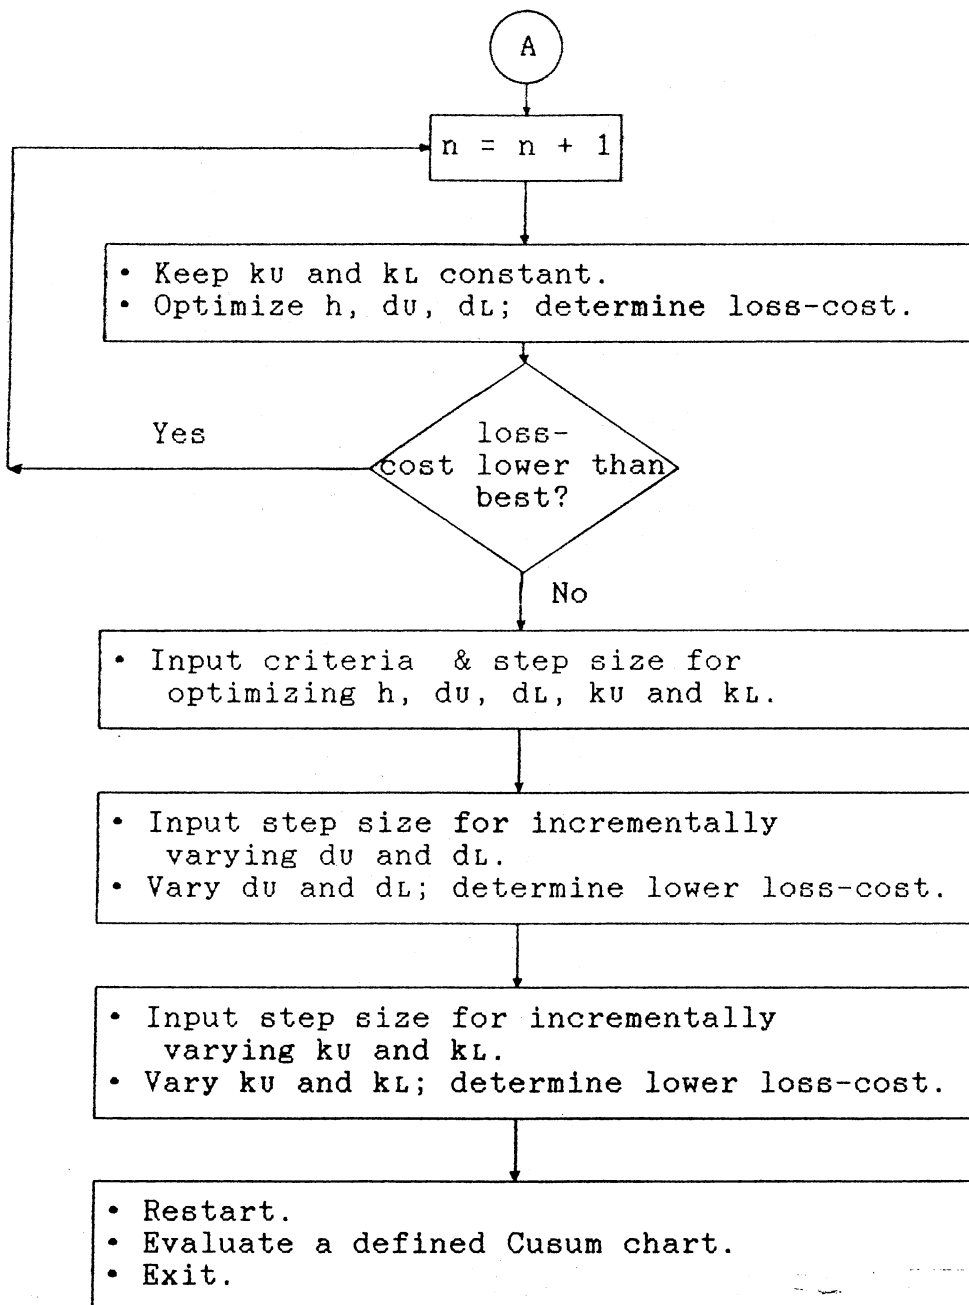 A
n = n + 1
• Keep kU and kL constant.
• Optimize h, dU, dL; determine loss-cost.
Yes
loss-
cost lower than
best?
No
• Input criteria & step size for
optimizing h, dU, dL, kU and kL.
• Input step size for incrementally
varying dU and dL.
• Vary dU and dL; determine lower loss-cost.
• Input step size for incrementally
varying kU and kL.
• Vary kU and kL; determine lower loss-cost.
• Restart.
• Evaluate a defined Cusum chart.
• Exit.